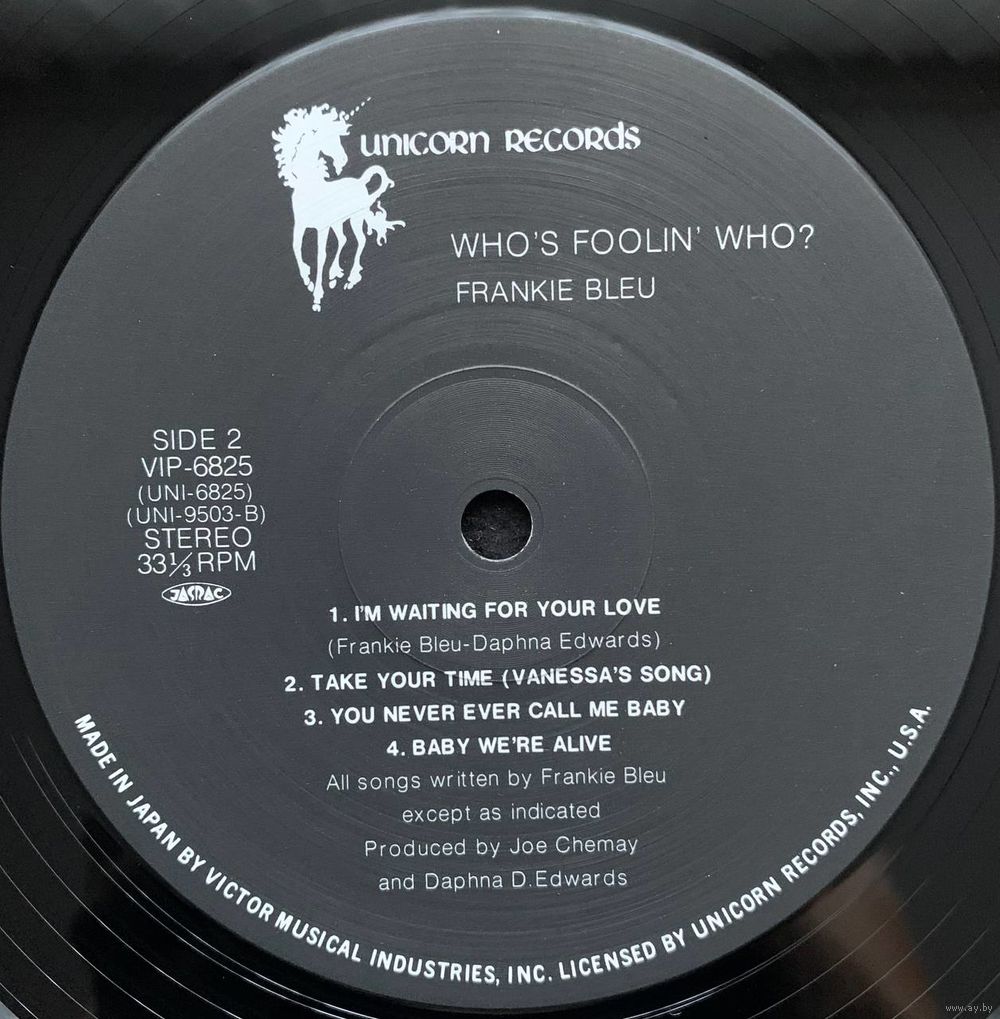 UNICORN RECORDS
WHO'S FOOLIN' WHO?
FRANKIE BLEU
SIDE 2
VIP-6825
(UNI-6825)
(UNI-9503-B)
STEREO
33⅓ RPM
JASRAC
1. I'M WAITING FOR YOUR LOVE
(Frankie Bleu-Daphna Edwards)
2. TAKE YOUR TIME (VANESSA'S SONG)
3. YOU NEVER EVER CALL ME BABY
4. BABY WE'RE ALIVE
All songs written by Frankie Bleu
except as indicated
Produced by Joe Chemay
and Daphna D.Edwards
MADE IN JAPAN BY VICTOR MUSICAL INDUSTRIES, INC. LICENSED BY UNICORN RECORDS, INC., U.S.A.
www.ay.by